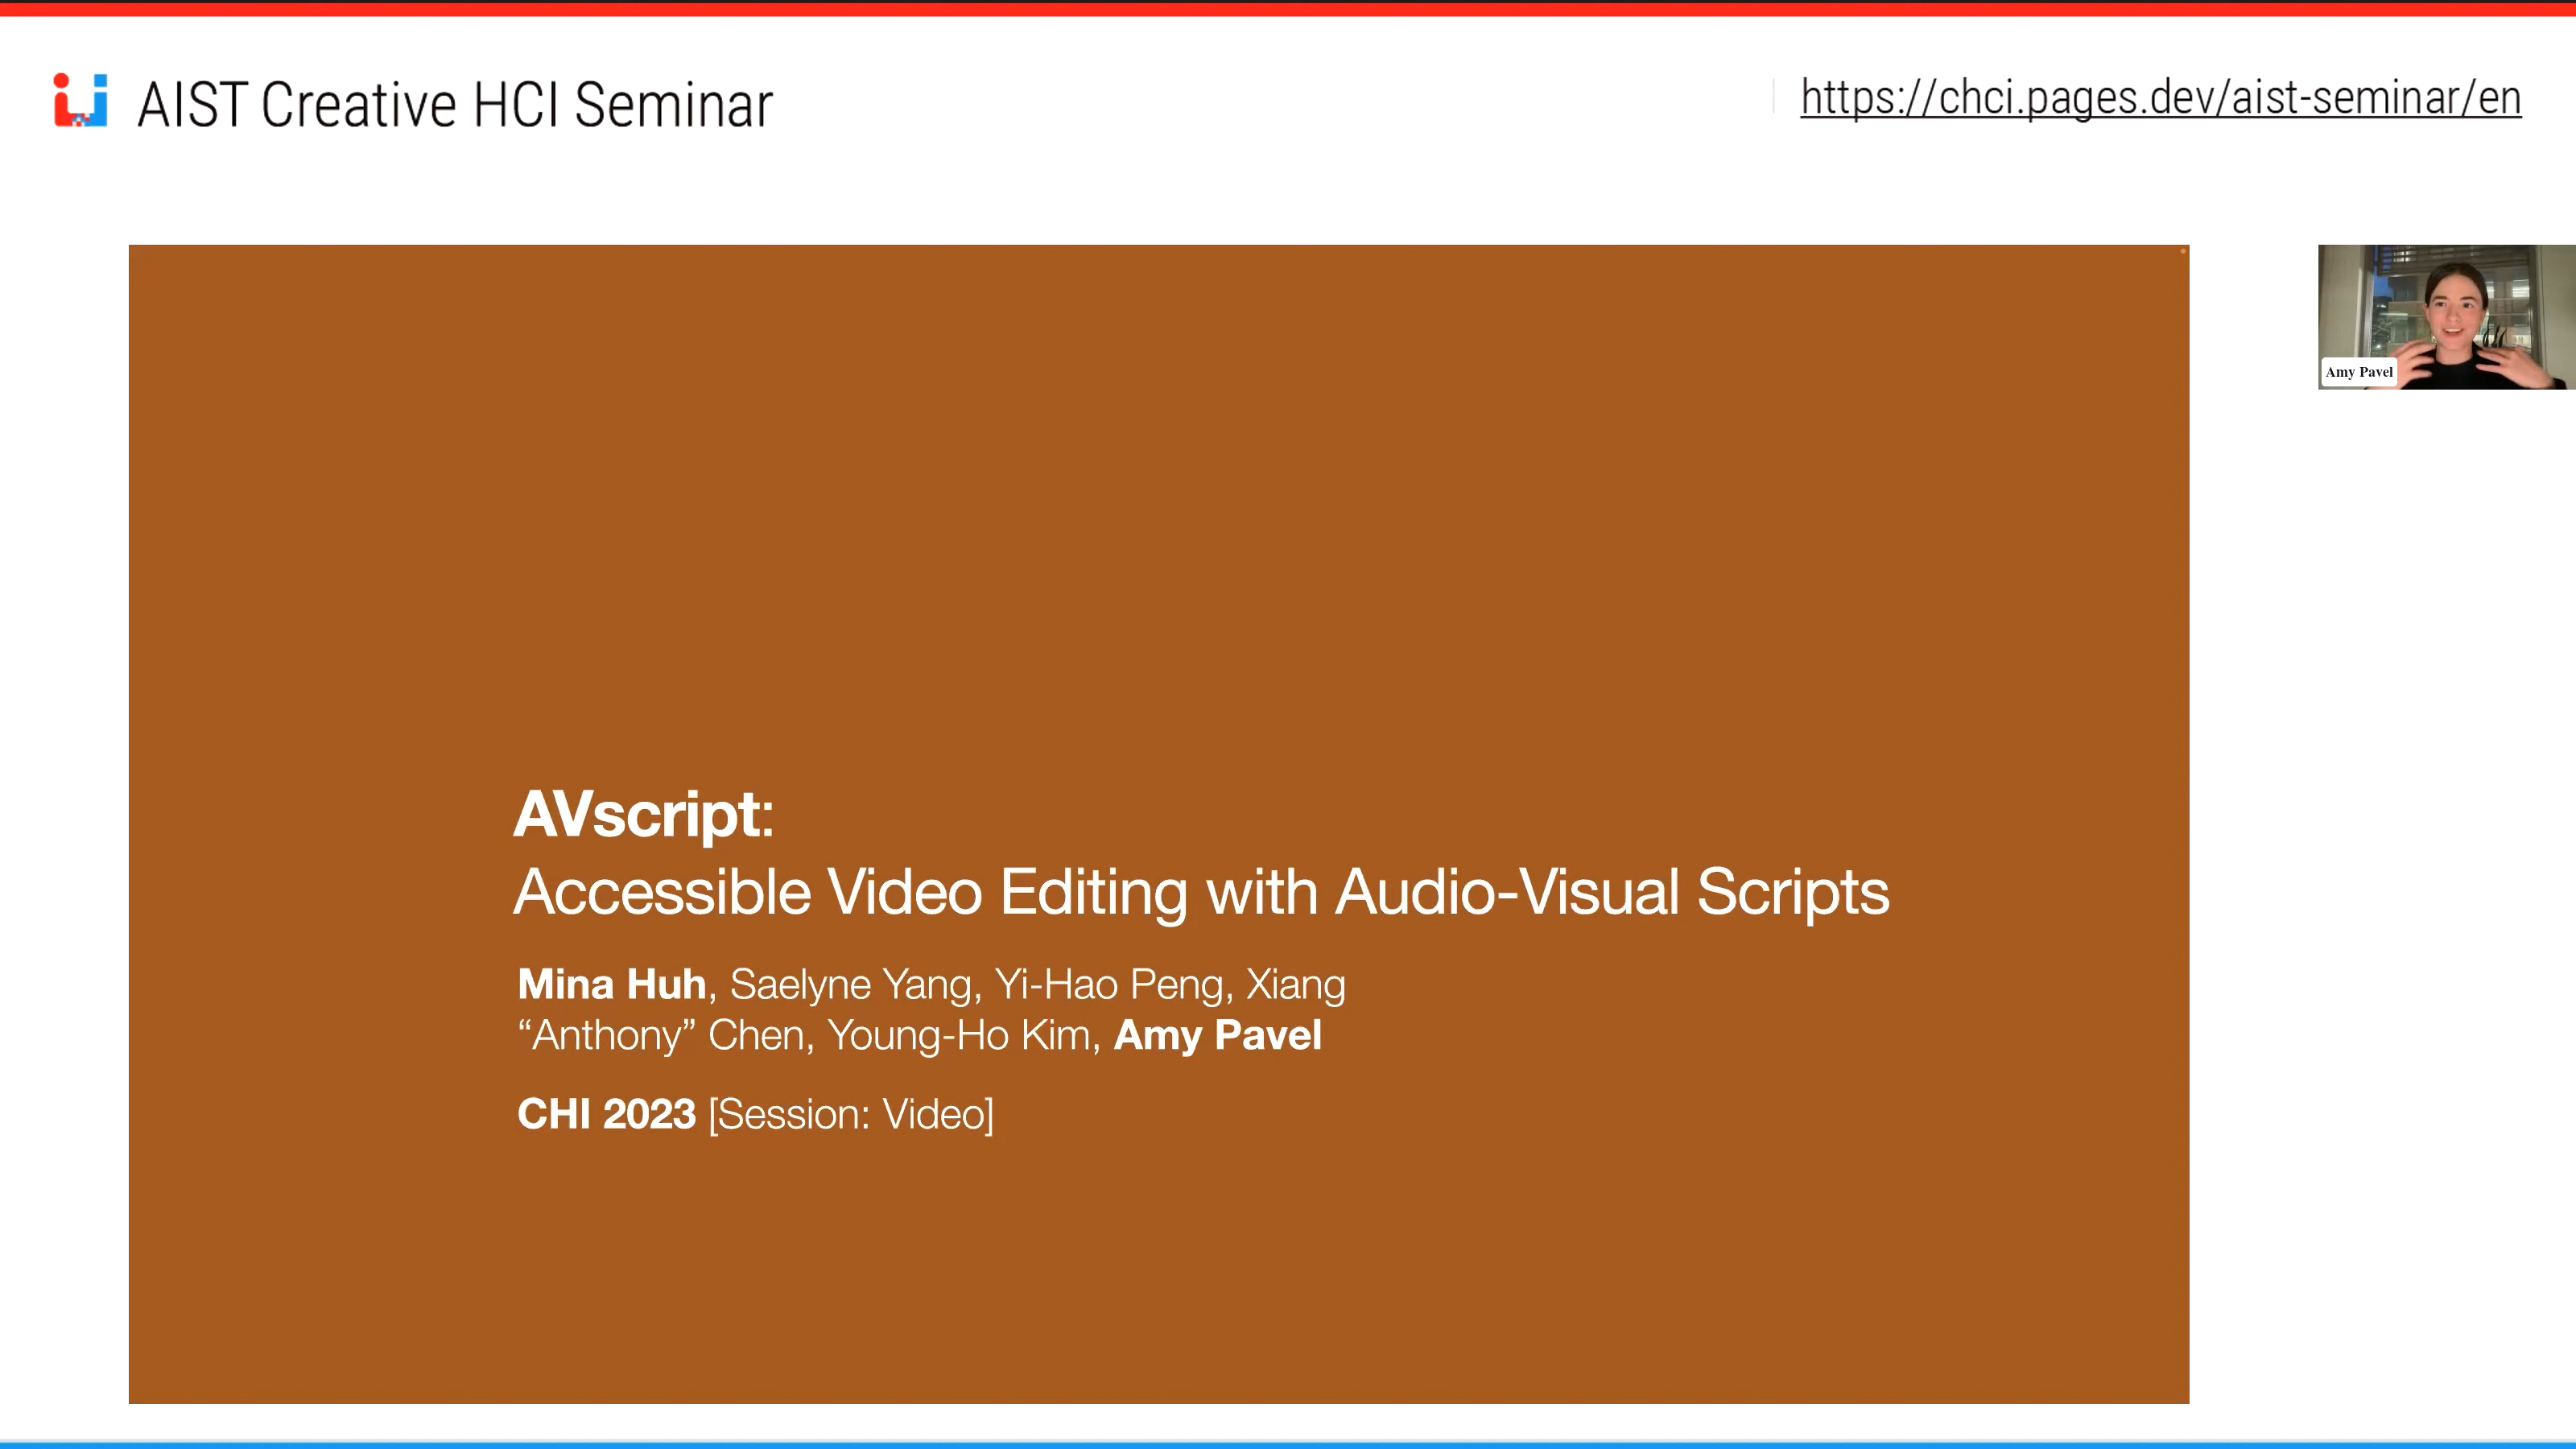 AIST Creative HCI Seminar
https://chci.pages.dev/aist-seminar/en
Amy Pavel
AVscript:
Accessible Video Editing with Audio-Visual Scripts
Mina Huh, Saelyne Yang, Yi-Hao Peng, Xiang
“Anthony” Chen, Young-Ho Kim, Amy Pavel
CHI 2023 [Session: Video]